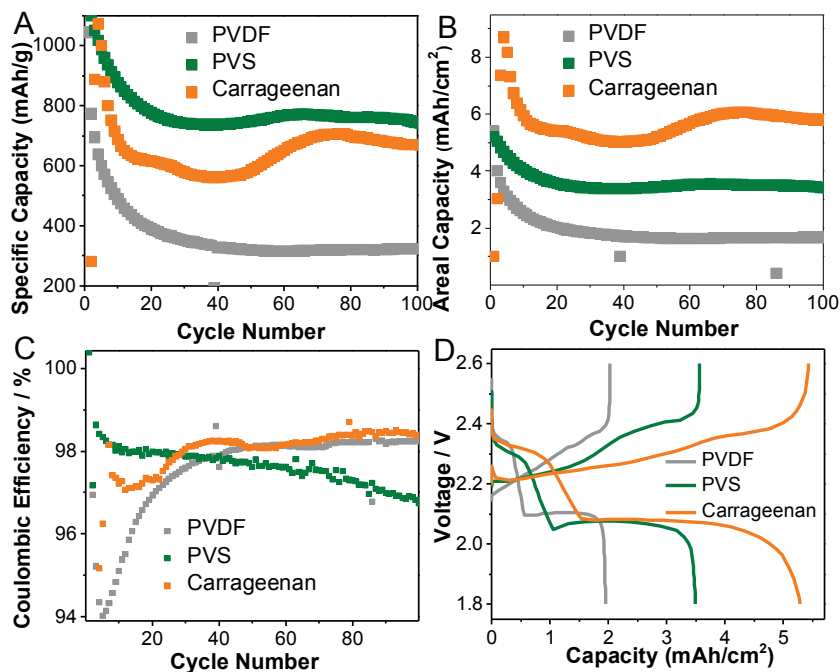 A
PVDF
PVS
Carrageenan
Specific Capacity (mAh/g)
1000
800
600
400
200
0 20 40 60 80 100
Cycle Number
B
PVDF
PVS
Carrageenan
Areal Capacity (mAh/cm²)
8
6
4
2
0 20 40 60 80 100
Cycle Number
C
PVDF
PVS
Carrageenan
Coulombic Efficiency / %
100
98
96
94
20 40 60 80
Cycle Number
D
PVDF
PVS
Carrageenan
Voltage / V
2.6
2.4
2.2
2.0
1.8
0 1 2 3 4 5
Capacity (mAh/cm²)